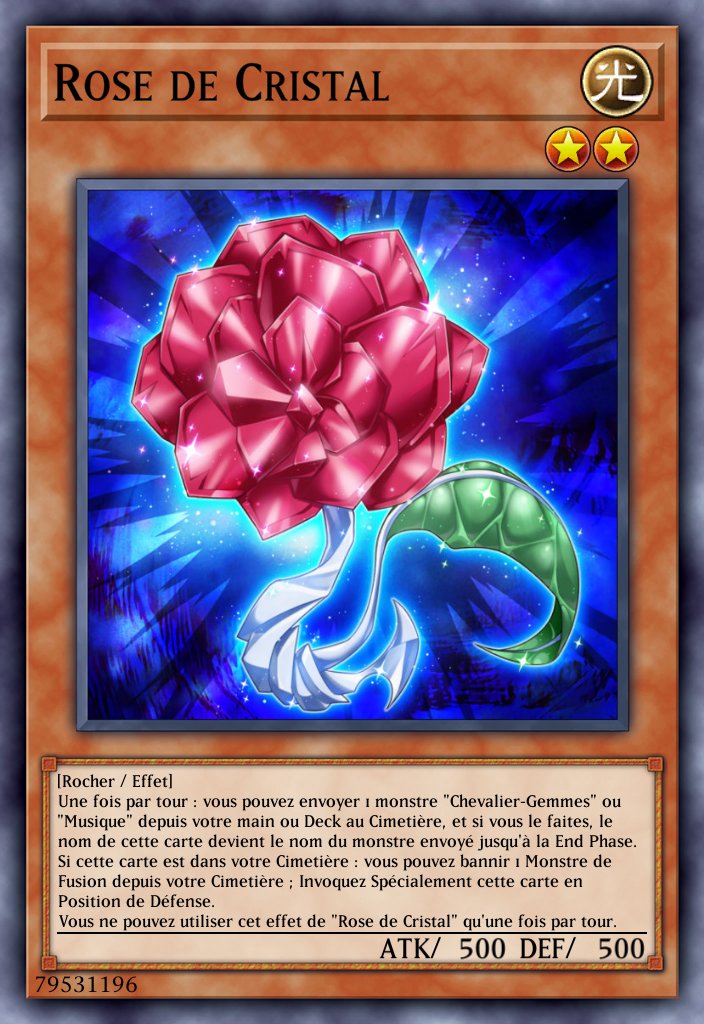 Rose de Cristal
光
[Rocher / Effet]
Une fois par tour : vous pouvez envoyer 1 monstre "Chevalier-Gemmes" ou
"Musique" depuis votre main ou Deck au Cimetière, et si vous le faites, le
nom de cette carte devient le nom du monstre envoyé jusqu'à la End Phase.
Si cette carte est dans votre Cimetière : vous pouvez bannir 1 Monstre de
Fusion depuis votre Cimetière ; Invoquez Spécialement cette carte en
Position de Défense.
Vous ne pouvez utiliser cet effet de "Rose de Cristal" qu'une fois par tour.
ATK/ 500 DEF/ 500
79531196